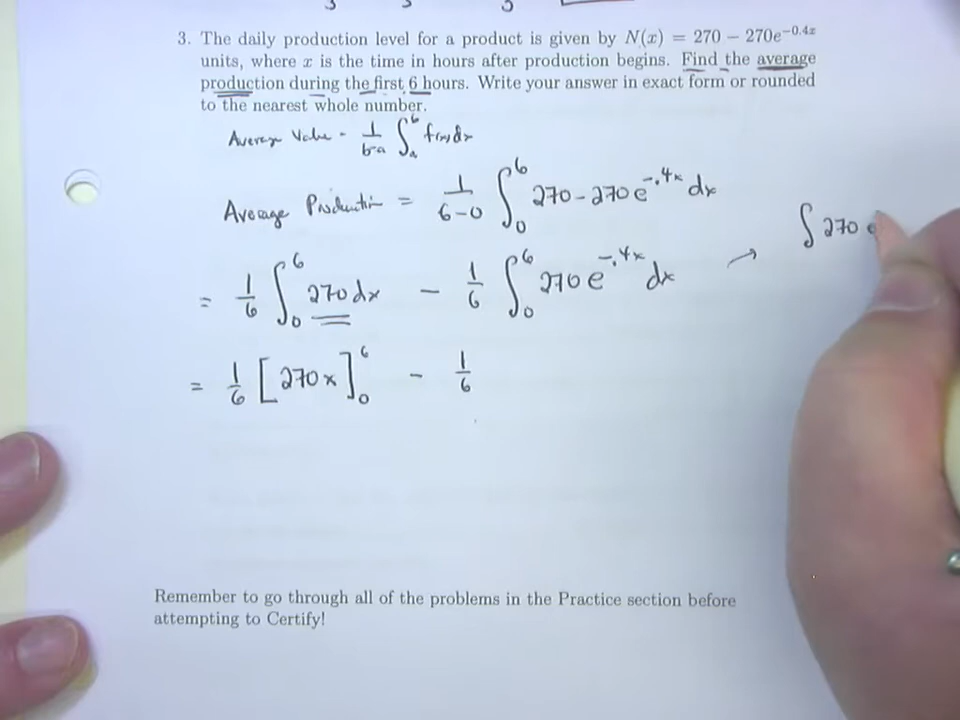 3. The daily production level for a product is given by N(x) = 270 − 270e^{−0.4x}
units, where x is the time in hours after production begins. Find the average
production during the first 6 hours. Write your answer in exact form or rounded
to the nearest whole number.
Average Value = 1/(b-a) ∫_a^b f(x)dx
Average Production = 1/(6-0) ∫_0^6 270 - 270e^{-.4x} dx
∫ 270 e
= 1/6 ∫_0^6 270 dx - 1/6 ∫_0^6 270e^{-.4x} dx →
= 1/6 [270x]_0^6 - 1/6
Remember to go through all of the problems in the Practice section before
attempting to Certify!